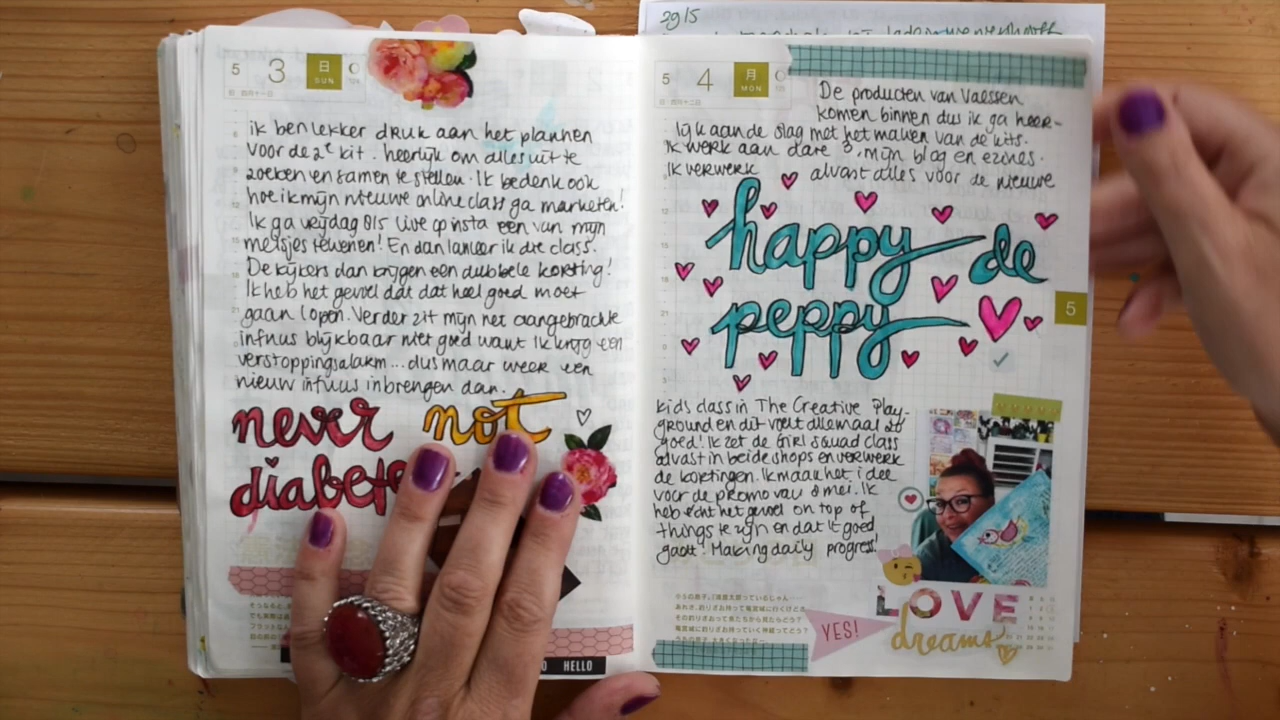 29/5
5 3 日 SUN
ik ben lekker druk aan het plannen
voor de 2e kit. heerlijk om alles uit te
zoeken en samen te stellen. Ik bedenk ook
hoe ik mijn nieuwe online class ga marketen!
Ik ga vrijdag 8/5 live op insta een van mijn
meisjes tekenen! En dan lanceer ik die class.
De kijkers dan krijgen een dubbele korting!
Ik heb het gevoel dat dat heel goed moet
gaan lopen. Verder zit mijn net aangebrachte
infuus blijkbaar niet goed want ik krijg een
verstoppingsalarm... dus maar weer een
nieuw infuus inbrengen dan.
never not
diabete
HELLO
5 4 月 MON
De producten van Vaessen
komen binnen dus ik ga heer-
lijk aan de slag met het maken van de kits.
Ik werk aan dare 3, mijn blog en ezines.
Ik verwerk alvast alles voor de nieuwe
happy de
peppy
5
kids class in The Creative Play-
ground en dit voelt allemaal zo
goed! Ik zet de Girl Squad class
alvast in beide shops en verwerk
de kortingen. Ik maak het idee
voor de promo van 8 mei. Ik
heb echt het gevoel on top of
things te zijn en dat it goed
gaat! Making daily progress!
YES!
LOVE
dreams